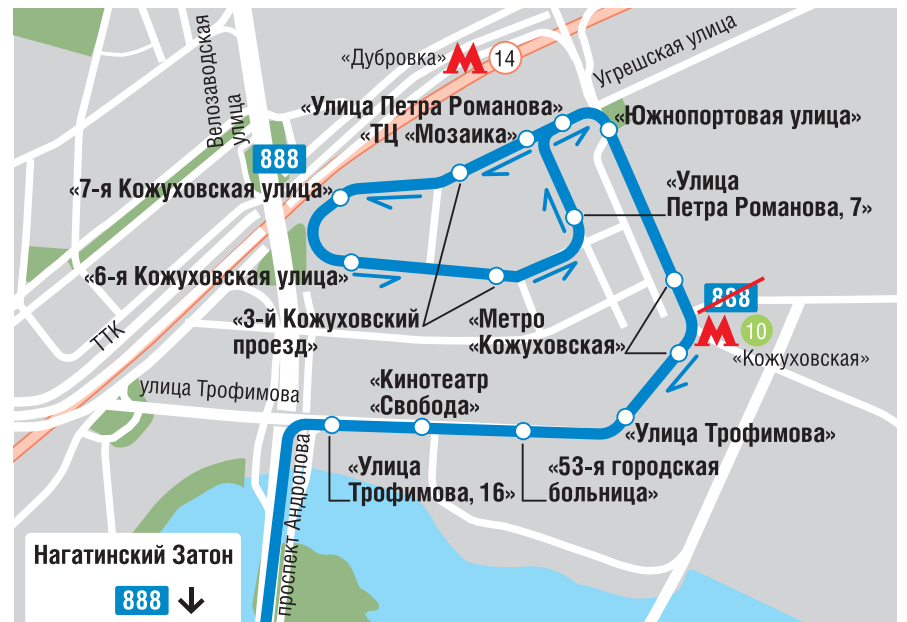 Велозаводская
улица
«Дубровка»
14
Угрешская улица
«Улица Петра Романова»
«ТЦ «Мозаика»
«Южнопортовая улица»
888
«7-я Кожуховская улица»
«Улица
Петра Романова, 7»
«6-я Кожуховская улица»
888
«3-й Кожуховский
проезд»
«Метро
«Кожуховская»
10
«Кожуховская»
ТТК
улица Трофимова
«Кинотеатр
«Свобода»
«Улица Трофимова»
«Улица
Трофимова, 16»
«53-я городская
больница»
проспект Андропова
Нагатинский Затон
888